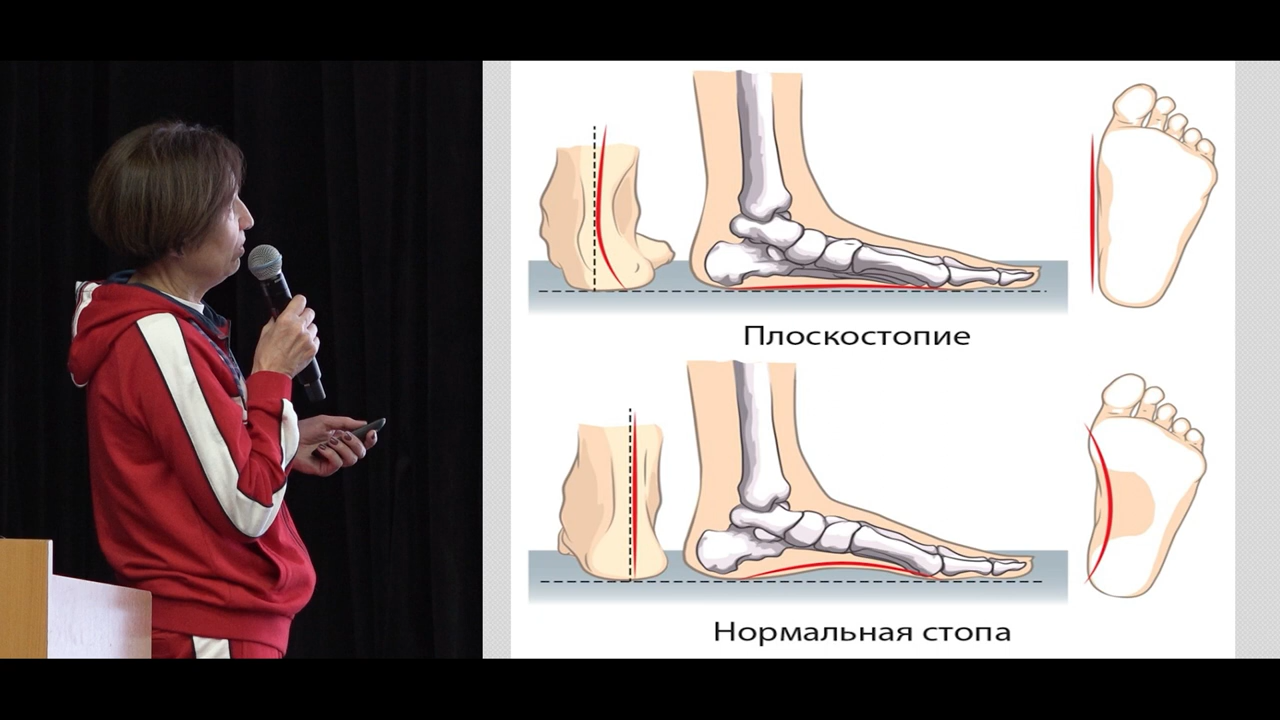 Плоскостопие
Нормальная стопа